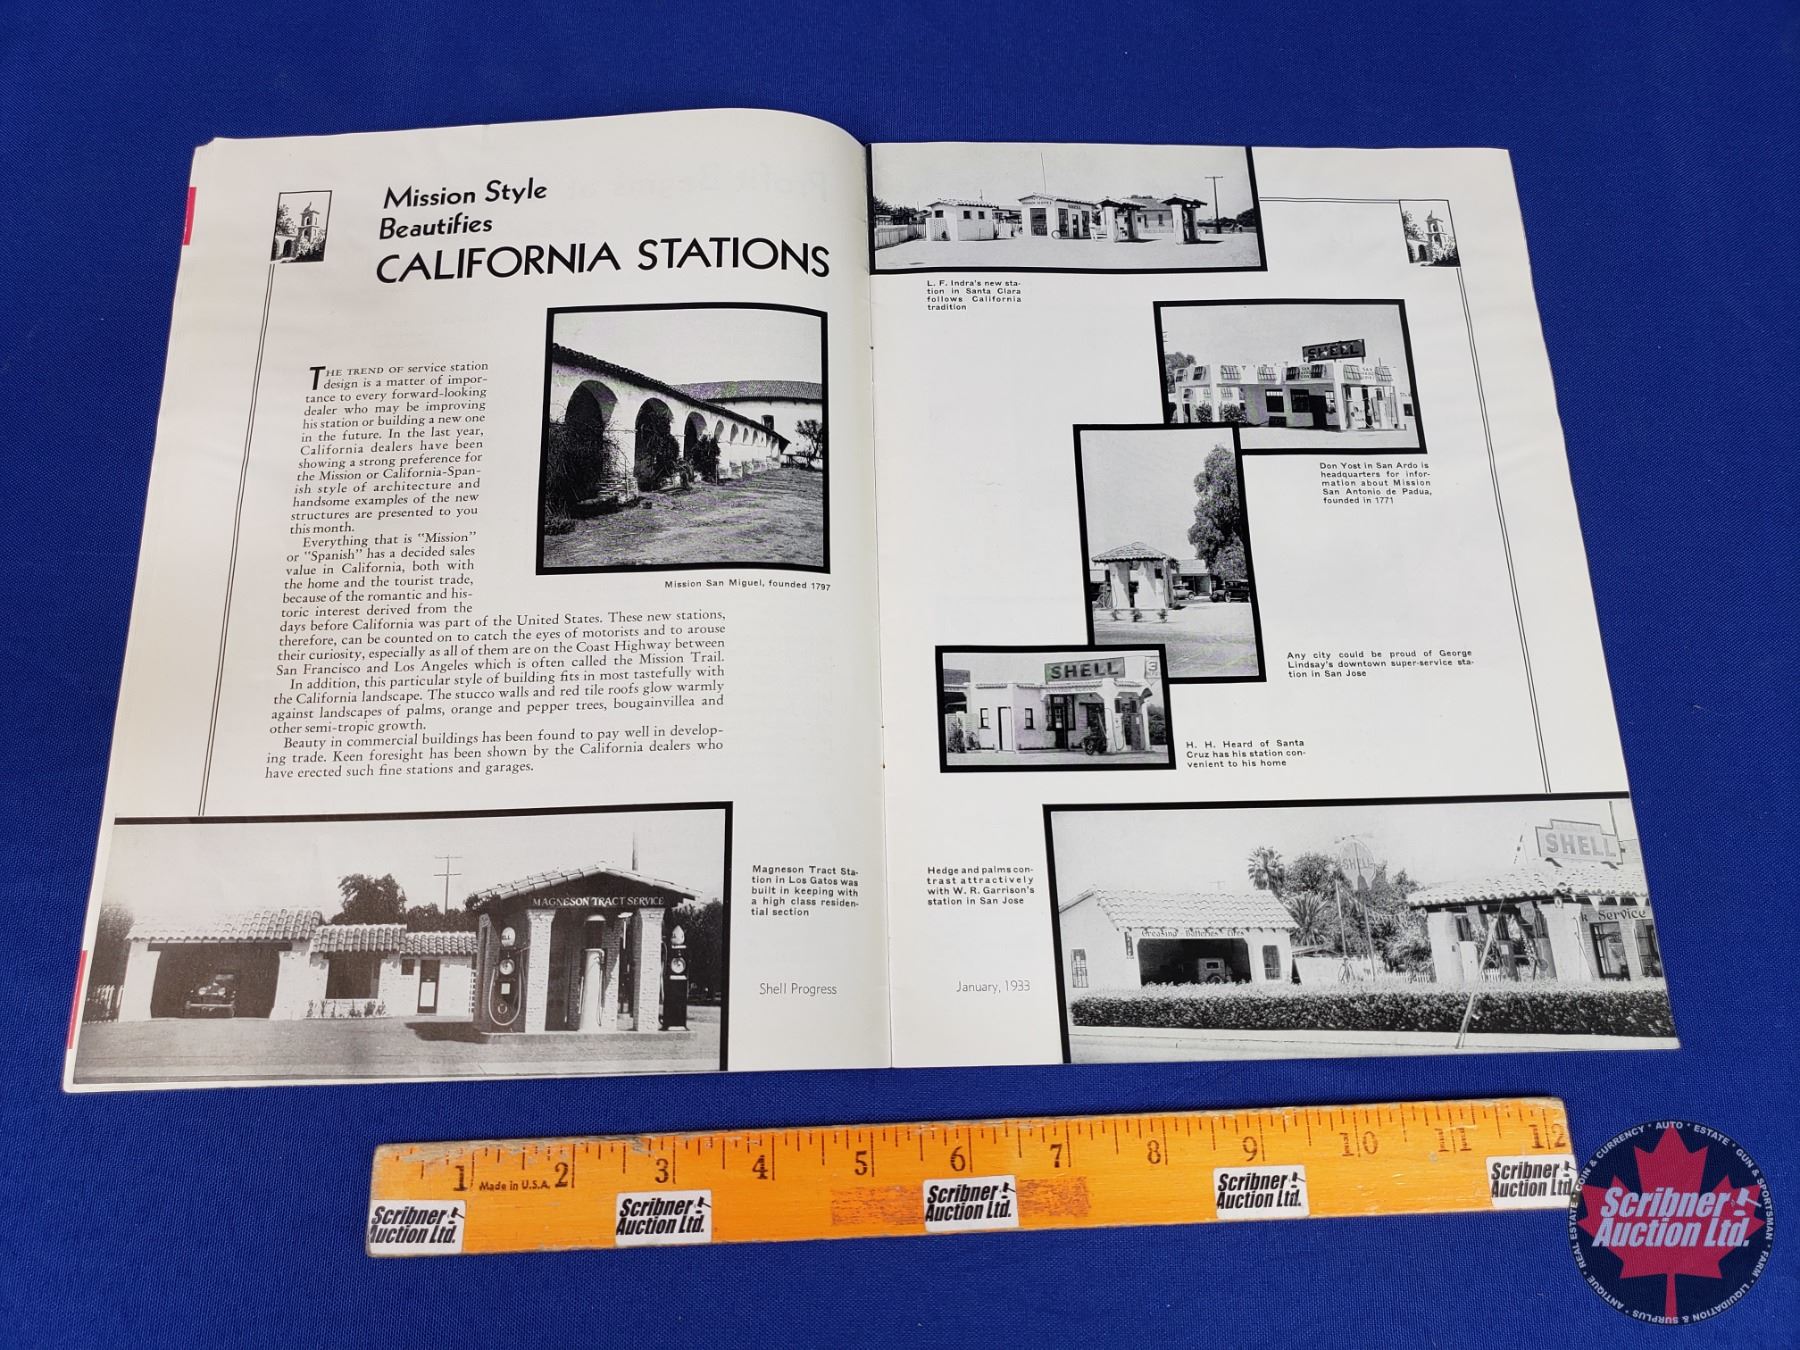 Mission Style
Beautifies
CALIFORNIA STATIONS
THE TREND OF service station
design is a matter of impor-
tance to every forward-looking
dealer who may be improving
his station or building a new one
in the future. In the last year,
California dealers have been
showing a strong preference for
the Mission or California-Span-
ish style of architecture and
handsome examples of the new
structures are presented to you
this month.
Everything that is "Mission"
or "Spanish" has a decided sales
value in California, both with
the home and the tourist trade,
because of the romantic and his-
toric interest derived from the
days before California was part of the United States. These new stations,
therefore, can be counted on to catch the eyes of motorists and to arouse
their curiosity, especially as all of them are on the Coast Highway between
San Francisco and Los Angeles which is often called the Mission Trail.
In addition, this particular style of building fits in most tastefully with
the California landscape. The stucco walls and red tile roofs glow warmly
against landscapes of palms, orange and pepper trees, bougainvillea and
other semi-tropic growth.
Beauty in commercial buildings has been found to pay well in develop-
ing trade. Keen foresight has been shown by the California dealers who
have erected such fine stations and garages.
Mission San Miguel, founded 1797
MAGNESON TRACT SERVICE
Magneson Tract Sta-
tion in Los Gatos was
built in keeping with
a high class residen-
tial section
Shell Progress
L. F. Indra's new sta-
tion in Santa Clara
follows California
tradition
SHELL
Don Yost in San Ardo is
headquarters for infor-
mation about Mission
San Antonio de Padua,
founded in 1771
Any city could be proud of George
Lindsay's downtown super-service sta-
tion in San Jose
SHELL
H. H. Heard of Santa
Cruz has his station con-
venient to his home
Hedge and palms con-
trast attractively
with W. R. Garrison's
station in San Jose
January, 1933
SHELL
SHELL
Greasing Batteries Tires
Service
1 2 3 4 5 6 7 8 9 10 11 12
Made in U.S.A.
Scribner
Auction Ltd.
Scribner
Auction Ltd.
Scribner
Auction Ltd.
Scribner
Auction Ltd.
Scribner
Auction Ltd.
Scribner
Auction Ltd.
ANTIQUE • REAL ESTATE • COIN & CURRENCY • AUTO • ESTATE • GUN & SPORTSMAN • FARM • LIQUIDATION & SURPLUS